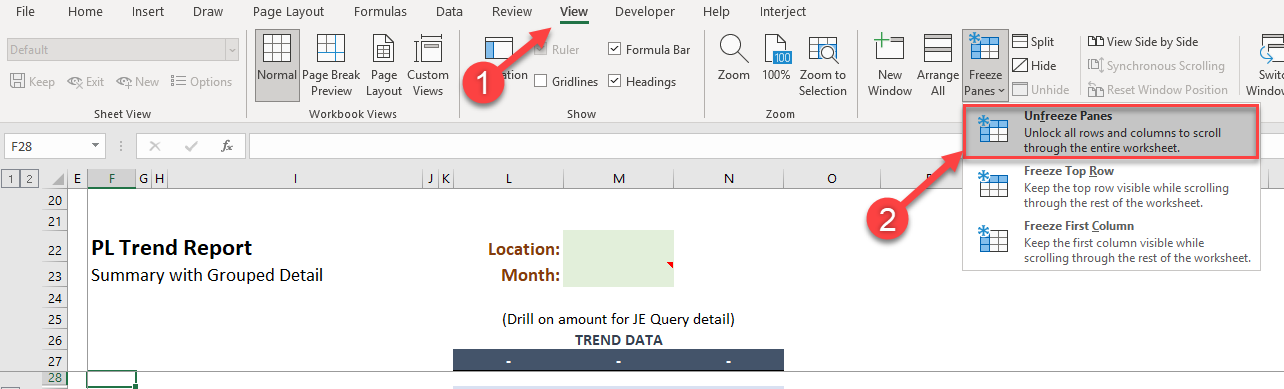 File Home Insert Draw Page Layout Formulas Data Review View Developer Help Interject
Default
Keep Exit New Options
Sheet View
Normal
Page Break
Preview
Page
Layout
Custom
Views
Workbook Views
1
Ruler Formula Bar
Gridlines Headings
Show
Zoom
100
100%
Zoom to
Selection
Zoom
New
Window
Arrange
All
Freeze
Panes
Split
Hide
Unhide
View Side by Side
Synchronous Scrolling
Reset Window Position
Unfreeze Panes
Unlock all rows and columns to scroll
through the entire worksheet.
Freeze Top Row
Keep the top row visible while scrolling
through the rest of the worksheet.
Freeze First Column
Keep the first column visible while
scrolling through the rest of the worksheet.
2
F28 fx
1 2 E F G H I J K L M N O
20
21
22 PL Trend Report Location:
23 Summary with Grouped Detail Month:
24
25 (Drill on amount for JE Query detail)
26 TREND DATA
27 - - -
28